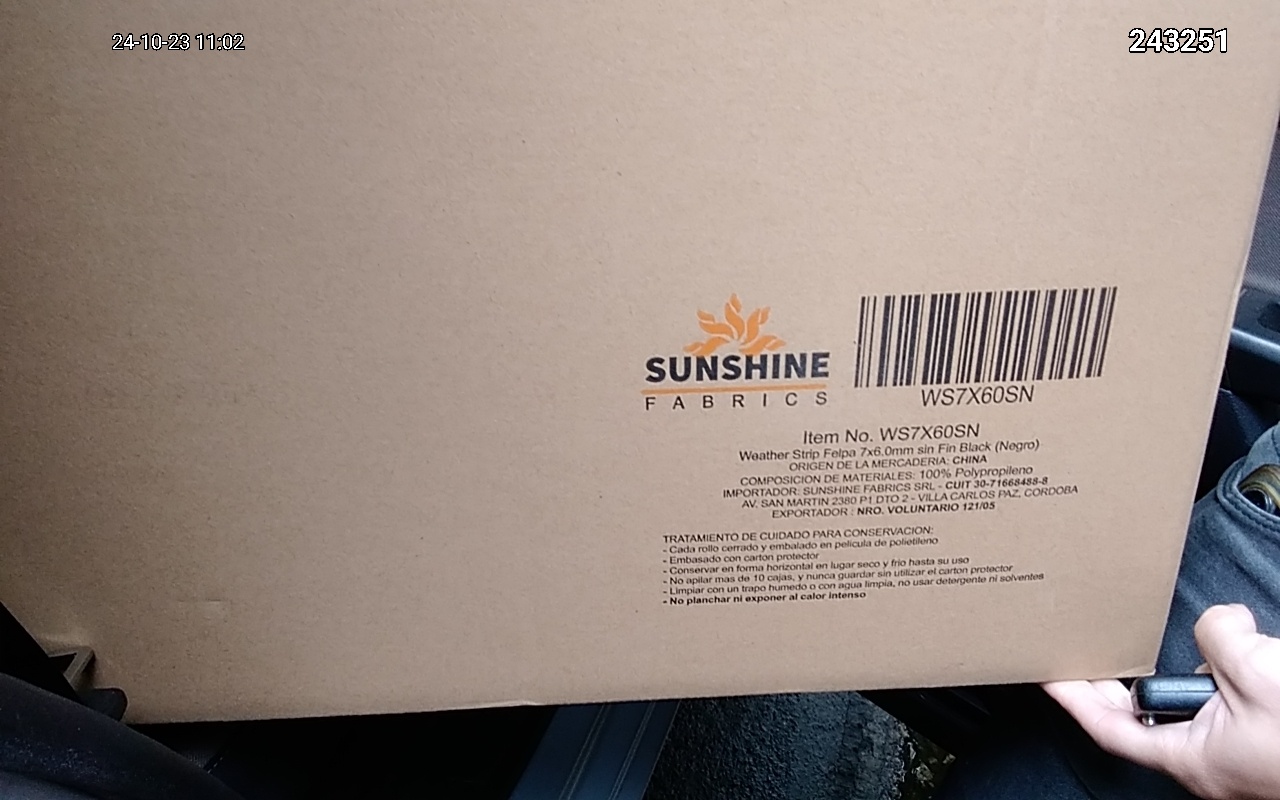 24-10-23 11:02
243251
SUNSHINE
FABRICS
WS7X60SN
Item No. WS7X60SN
Weather Strip Felpa 7x6.0mm sin Fin Black (Negro)
ORIGEN DE LA MERCADERIA: CHINA
COMPOSICION DE MATERIALES: 100% Polypropileno
IMPORTADOR: SUNSHINE FABRICS SRL - CUIT 30-71668488-8
AV. SAN MARTIN 2380 P1 DTO 2 - VILLA CARLOS PAZ, CORDOBA
EXPORTADOR : NRO. VOLUNTARIO 121/05
TRATAMIENTO DE CUIDADO PARA CONSERVACION:
- Cada rollo cerrado y embalado en pelicula de polietileno
- Embasado con carton protector
- Conservar en forma horizontal en lugar seco y frio hasta su uso
- No apilar mas de 10 cajas, y nunca guardar sin utilizar el carton protector
- Limpiar con un trapo humedo o con agua limpia, no usar detergente ni solventes
- No planchar ni exponer al calor intenso